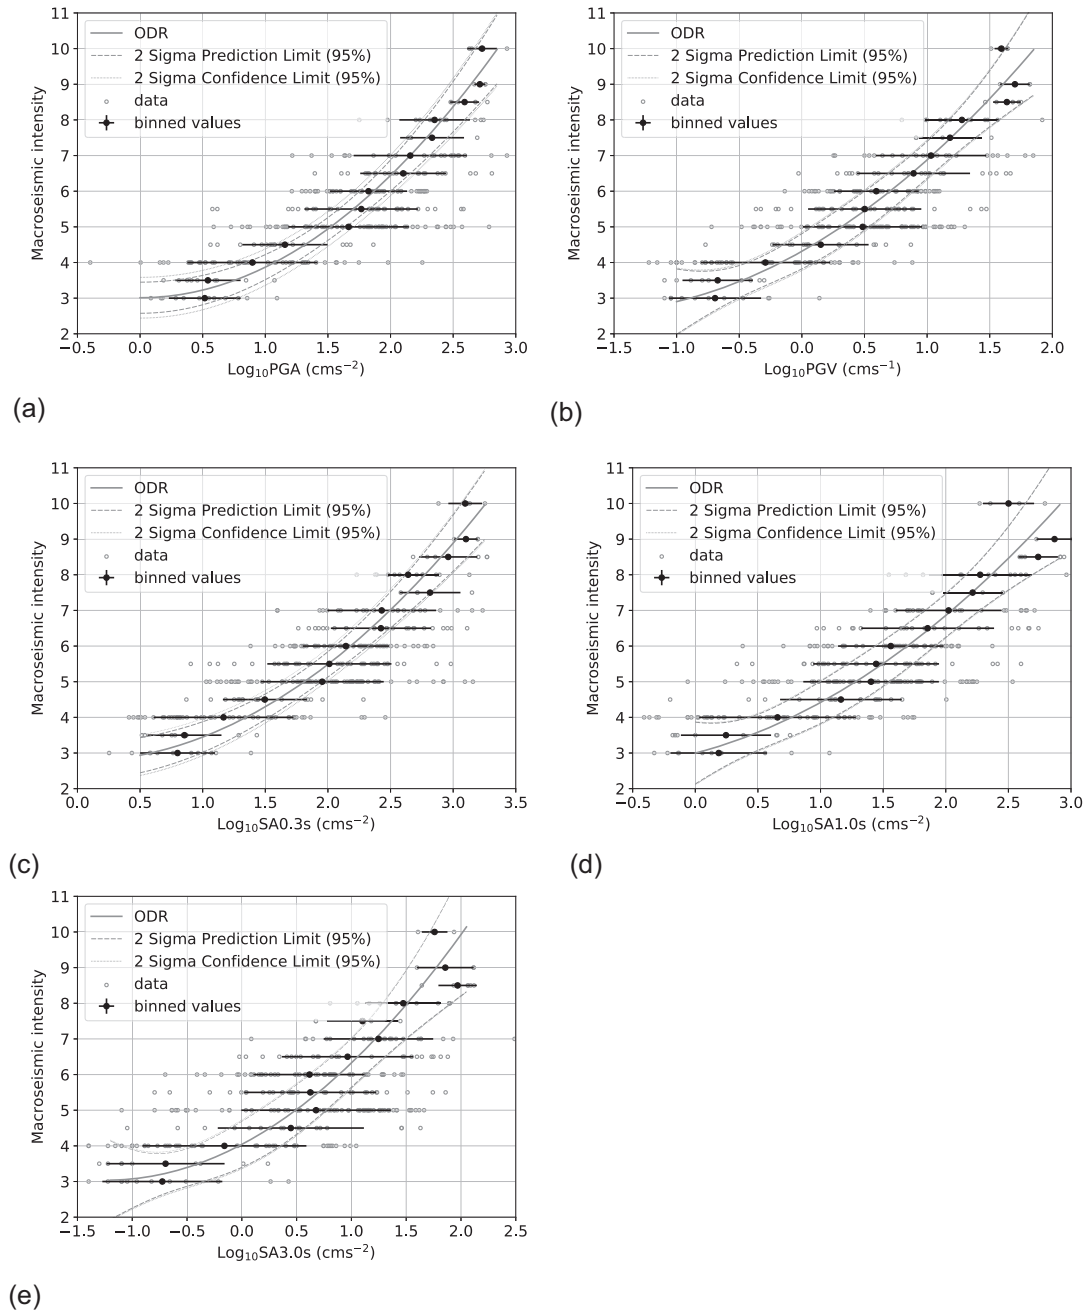 ODR
2 Sigma Prediction Limit (95%)
2 Sigma Confidence Limit (95%)
data
binned values
Macroseismic intensity
11
10
9
8
7
6
5
4
3
2
−0.5 0.0 0.5 1.0 1.5 2.0 2.5 3.0
Log₁₀PGA (cms⁻²)
(a)
ODR
2 Sigma Prediction Limit (95%)
2 Sigma Confidence Limit (95%)
data
binned values
Macroseismic intensity
11
10
9
8
7
6
5
4
3
2
−1.5 −1.0 −0.5 0.0 0.5 1.0 1.5 2.0
Log₁₀PGV (cms⁻¹)
(b)
ODR
2 Sigma Prediction Limit (95%)
2 Sigma Confidence Limit (95%)
data
binned values
Macroseismic intensity
11
10
9
8
7
6
5
4
3
2
0.0 0.5 1.0 1.5 2.0 2.5 3.0 3.5
Log₁₀SA0.3s (cms⁻²)
(c)
ODR
2 Sigma Prediction Limit (95%)
2 Sigma Confidence Limit (95%)
data
binned values
Macroseismic intensity
11
10
9
8
7
6
5
4
3
2
−0.5 0.0 0.5 1.0 1.5 2.0 2.5 3.0
Log₁₀SA1.0s (cms⁻²)
(d)
ODR
2 Sigma Prediction Limit (95%)
2 Sigma Confidence Limit (95%)
data
binned values
Macroseismic intensity
11
10
9
8
7
6
5
4
3
2
−1.5 −1.0 −0.5 0.0 0.5 1.0 1.5 2.0 2.5
Log₁₀SA3.0s (cms⁻²)
(e)